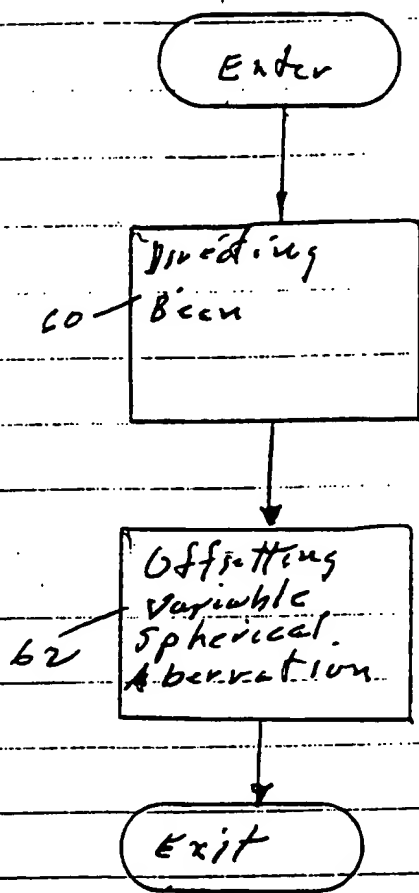 Enter
Directing
60
Beam
Offsetting
Variable
62
Spherical
Aberration
Exit